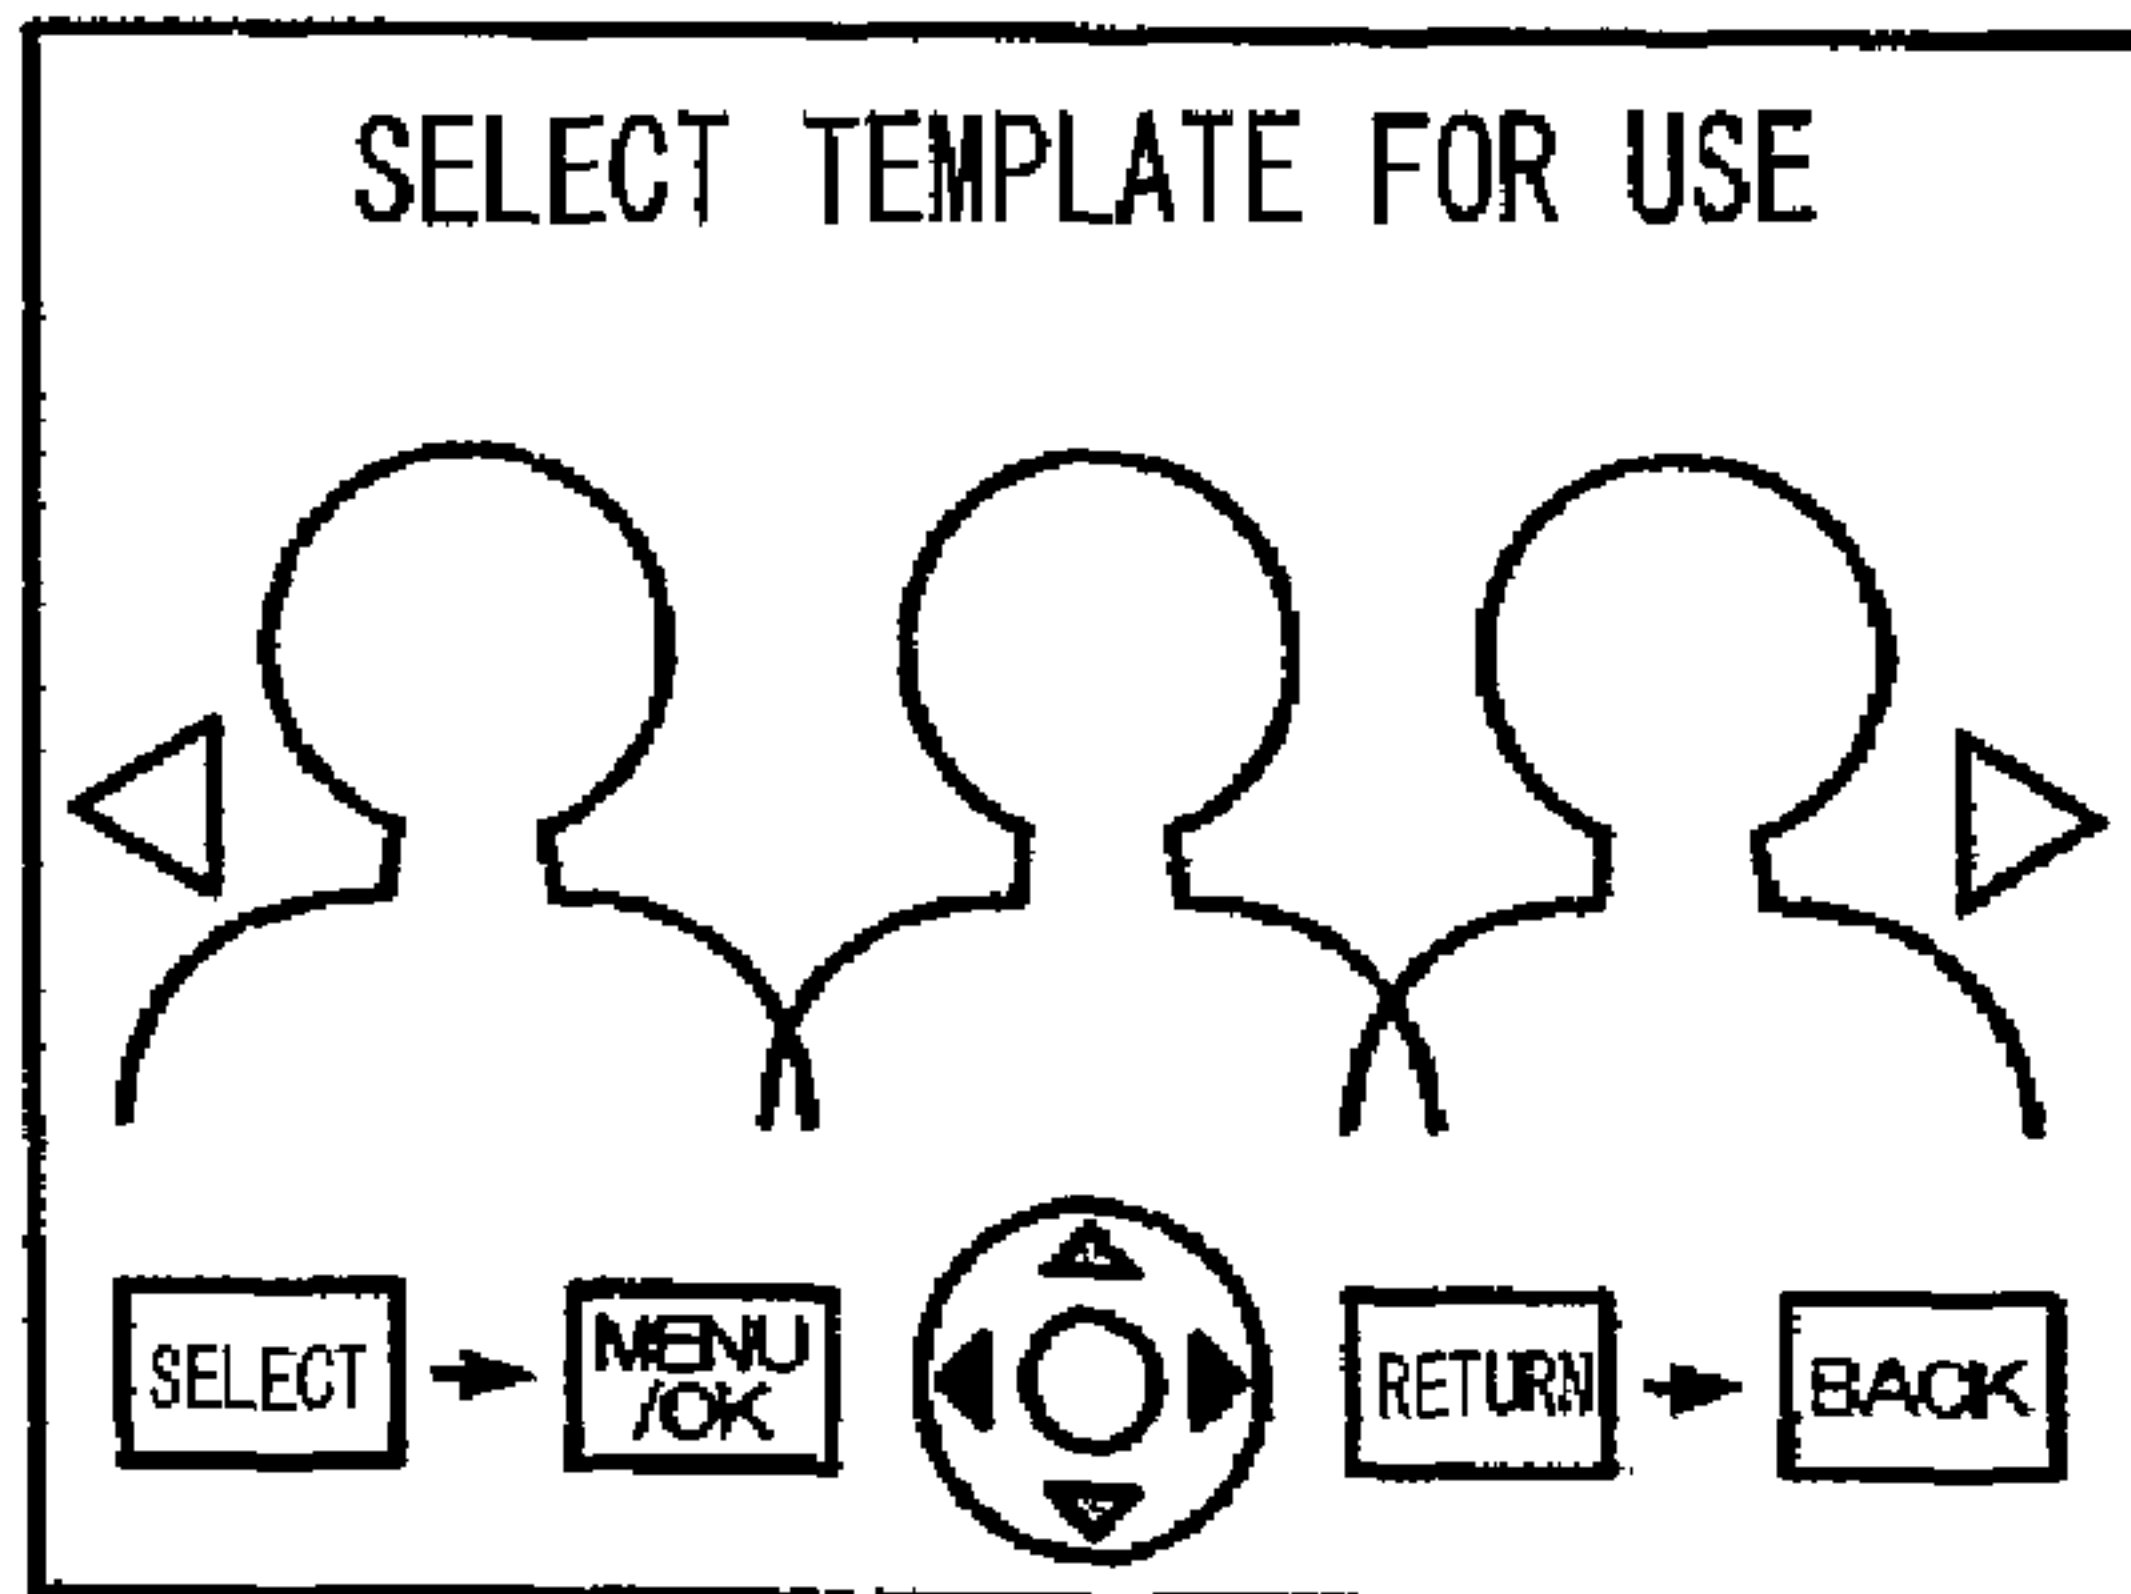 SELECT TEMPLATE FOR USE
SELECT
MENU
/OK
RETURN
BACK